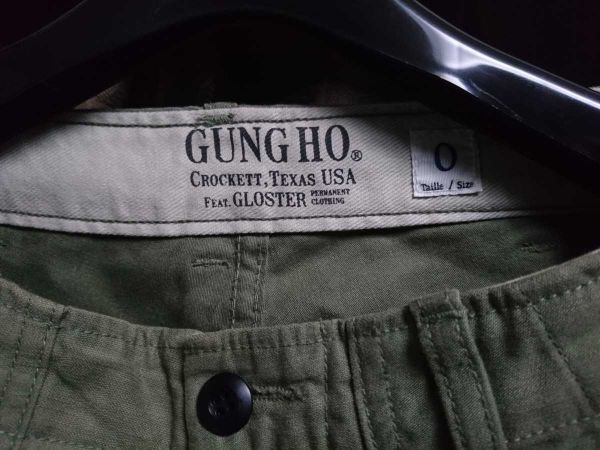 GUNG HO®
CROCKETT, TEXAS USA
FEAT. GLOSTER PERMANENT CLOTHING
0
Taille / Size